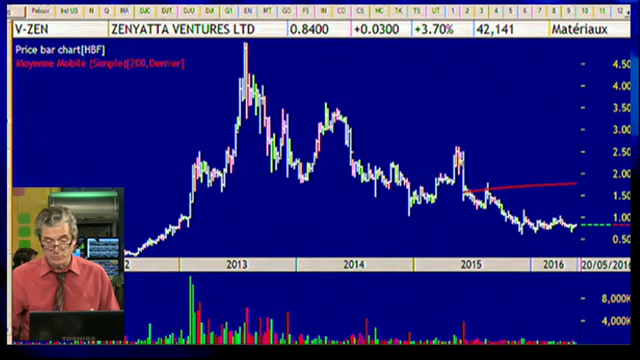 V-ZEN ZENYATTA VENTURES LTD 0.8400 +0.0300 +3.70% 42,141 Matériaux
Price bar chart[HBF]
Moyenne Mobile (Simple)[200,Dernier]
4.50
4.00
3.50
3.00
2.50
2.00
1.50
1.00
0.50
2 2013 2014 2015 2016 20/05/2016
8,000K
4,000K
TOSHIBA